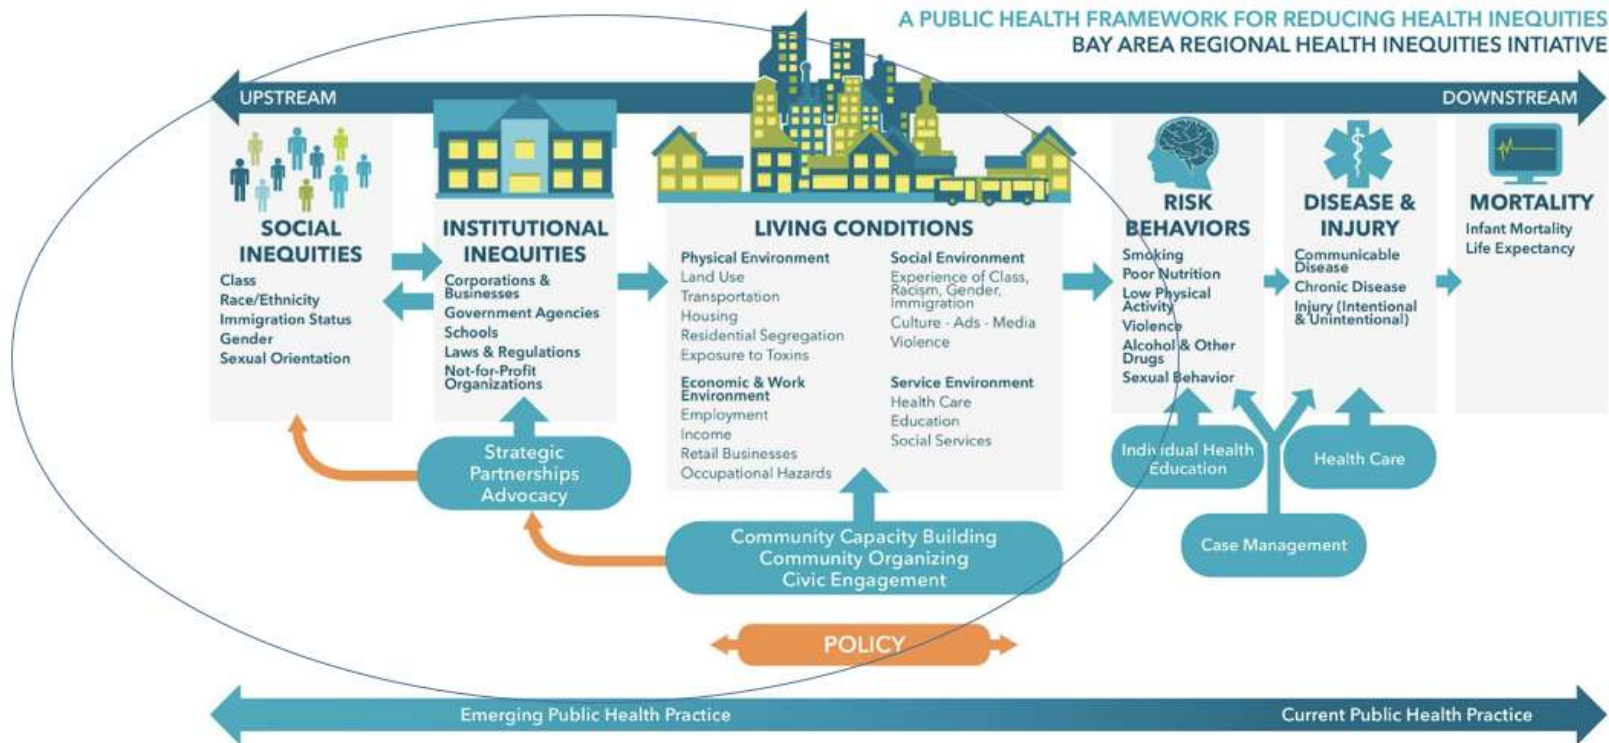 A PUBLIC HEALTH FRAMEWORK FOR REDUCING HEALTH INEQUITIES
BAY AREA REGIONAL HEALTH INEQUITIES INTIATIVE
UPSTREAM
DOWNSTREAM
SOCIAL
INEQUITIES
Class
Race/Ethnicity
Immigration Status
Gender
Sexual Orientation
INSTITUTIONAL
INEQUITIES
Corporations &
Businesses
Government Agencies
Schools
Laws & Regulations
Not-for-Profit
Organizations
LIVING CONDITIONS
Physical Environment
Land Use
Transportation
Housing
Residential Segregation
Exposure to Toxins
Economic & Work
Environment
Employment
Income
Retail Businesses
Occupational Hazards
Social Environment
Experience of Class,
Racism, Gender,
Immigration
Culture - Ads - Media
Violence
Service Environment
Health Care
Education
Social Services
RISK
BEHAVIORS
Smoking
Poor Nutrition
Low Physical
Activity
Violence
Alcohol & Other
Drugs
Sexual Behavior
DISEASE &
INJURY
Communicable
Disease
Chronic Disease
Injury (Intentional
& Unintentional)
MORTALITY
Infant Mortality
Life Expectancy
Strategic
Partnerships
Advocacy
Community Capacity Building
Community Organizing
Civic Engagement
Individual Health
Education
Health Care
Case Management
POLICY
Emerging Public Health Practice
Current Public Health Practice